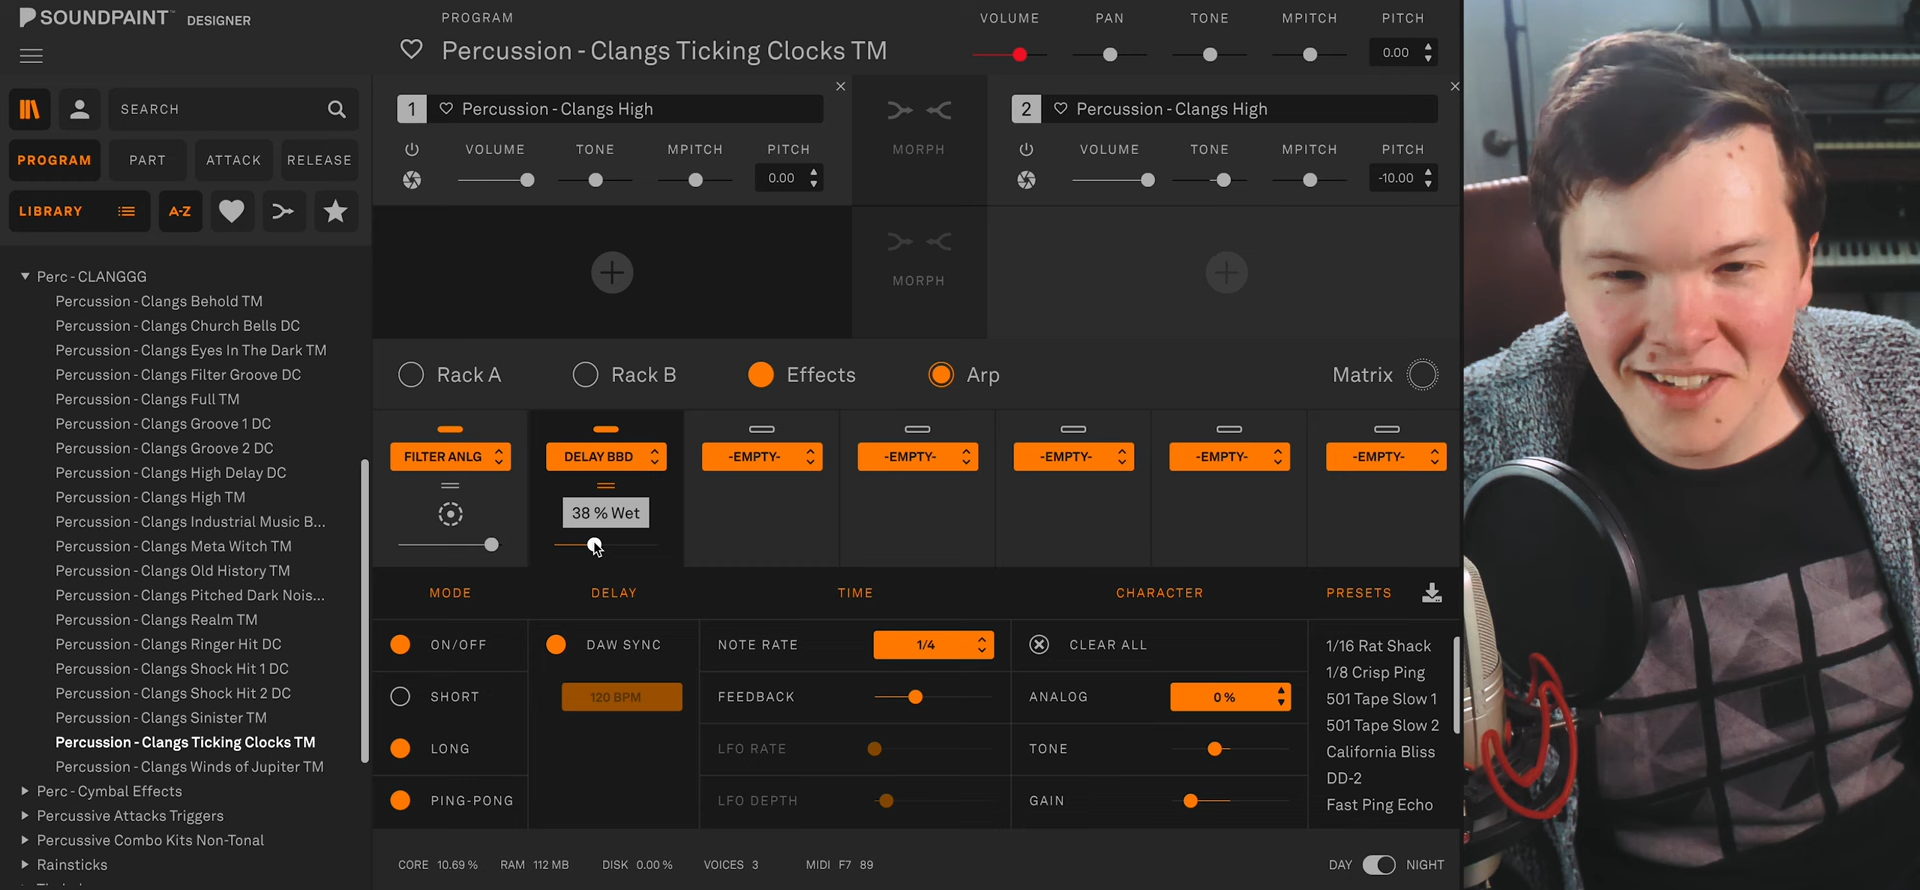 SOUNDPAINT™ DESIGNER
PROGRAM
Percussion - Clangs Ticking Clocks TM
VOLUME PAN TONE MPITCH PITCH
0.00
SEARCH
PROGRAM PART ATTACK RELEASE
LIBRARY A-Z
1 Percussion - Clangs High
VOLUME TONE MPITCH PITCH
0.00
MORPH
2 Percussion - Clangs High
VOLUME TONE MPITCH PITCH
-10.00
MORPH
Perc - CLANGGG
Percussion - Clangs Behold TM
Percussion - Clangs Church Bells DC
Percussion - Clangs Eyes In The Dark TM
Percussion - Clangs Filter Groove DC
Percussion - Clangs Full TM
Percussion - Clangs Groove 1 DC
Percussion - Clangs Groove 2 DC
Percussion - Clangs High Delay DC
Percussion - Clangs High TM
Percussion - Clangs Industrial Music B...
Percussion - Clangs Meta Witch TM
Percussion - Clangs Old History TM
Percussion - Clangs Pitched Dark Nois...
Percussion - Clangs Realm TM
Percussion - Clangs Ringer Hit DC
Percussion - Clangs Shock Hit 1 DC
Percussion - Clangs Shock Hit 2 DC
Percussion - Clangs Sinister TM
Percussion - Clangs Ticking Clocks TM
Percussion - Clangs Winds of Jupiter TM
Perc - Cymbal Effects
Percussive Attacks Triggers
Percussive Combo Kits Non-Tonal
Rainsticks
Rack A Rack B Effects Arp Matrix
FILTER ANLG DELAY BBD -EMPTY- -EMPTY- -EMPTY- -EMPTY- -EMPTY-
38 % Wet
MODE DELAY TIME CHARACTER PRESETS
ON/OFF DAW SYNC NOTE RATE 1/4 CLEAR ALL 1/16 Rat Shack
1/8 Crisp Ping
SHORT 120 BPM FEEDBACK ANALOG 0 % 501 Tape Slow 1
501 Tape Slow 2
LONG LFO RATE TONE California Bliss
DD-2
PING-PONG LFO DEPTH GAIN Fast Ping Echo
CORE 10.69 % RAM 112 MB DISK 0.00 % VOICES 3 MIDI F7 89 DAY NIGHT